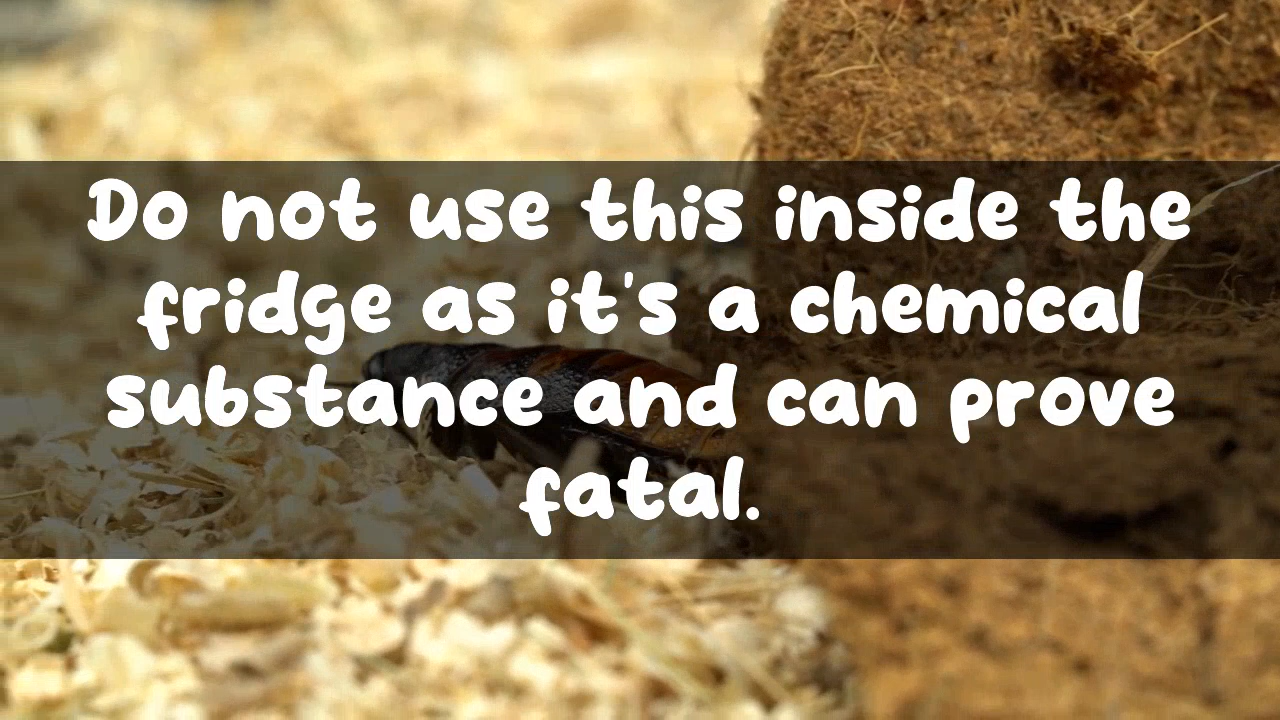 Do not use this inside the
fridge as it's a chemical
substance and can prove
fatal.